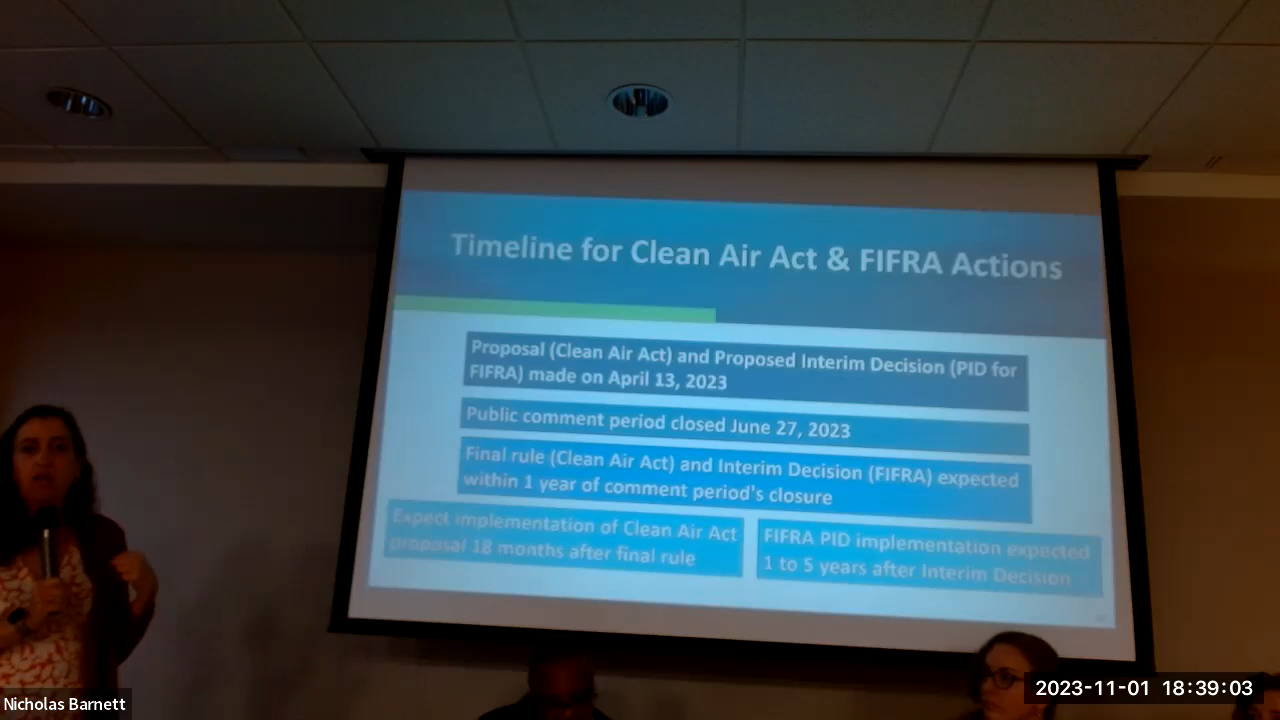 Timeline for Clean Air Act & FIFRA Actions
Proposal (Clean Air Act) and Proposed Interim Decision (PID for
FIFRA) made on April 13, 2023
Public comment period closed June 27, 2023
Final rule (Clean Air Act) and Interim Decision (FIFRA) expected
within 1 year of comment period's closure
Expect implementation of Clean Air Act
proposal 18 months after final rule
FIFRA PID implementation expected
1 to 5 years after Interim Decision
Nicholas Barnett
2023-11-01 18:39:03